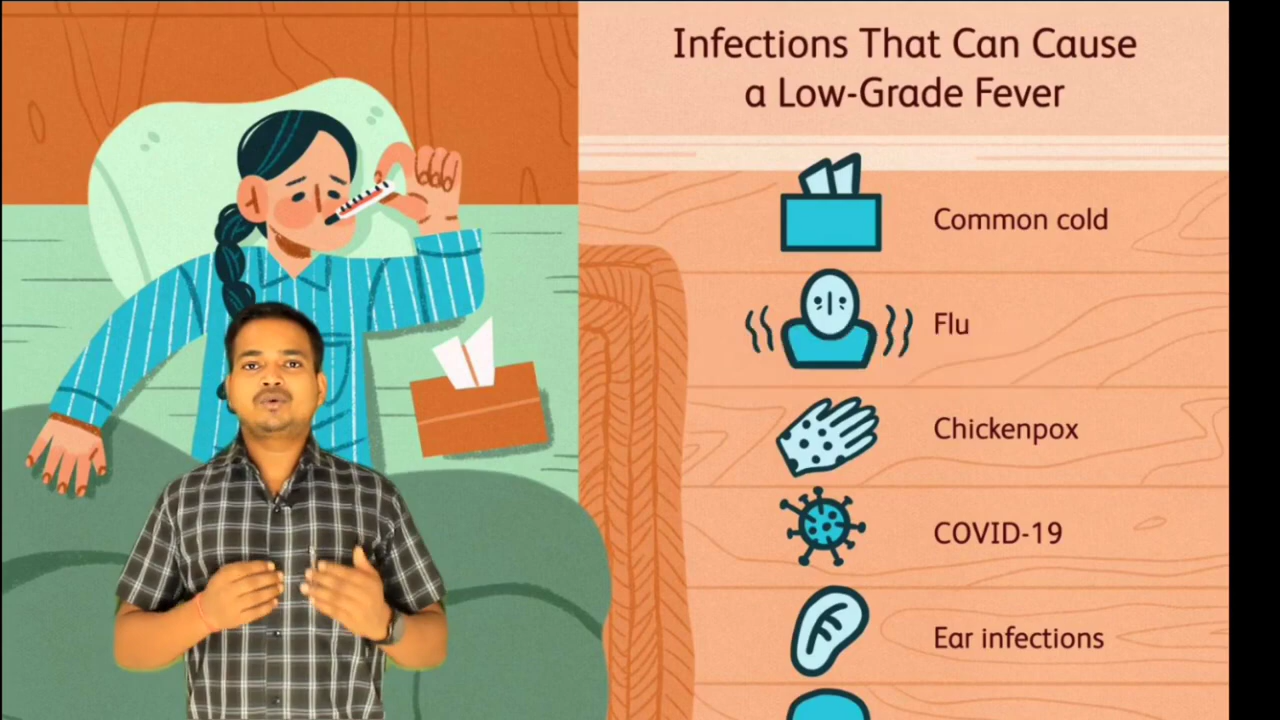 Infections That Can Cause
a Low-Grade Fever
Common cold
Flu
Chickenpox
COVID-19
Ear infections